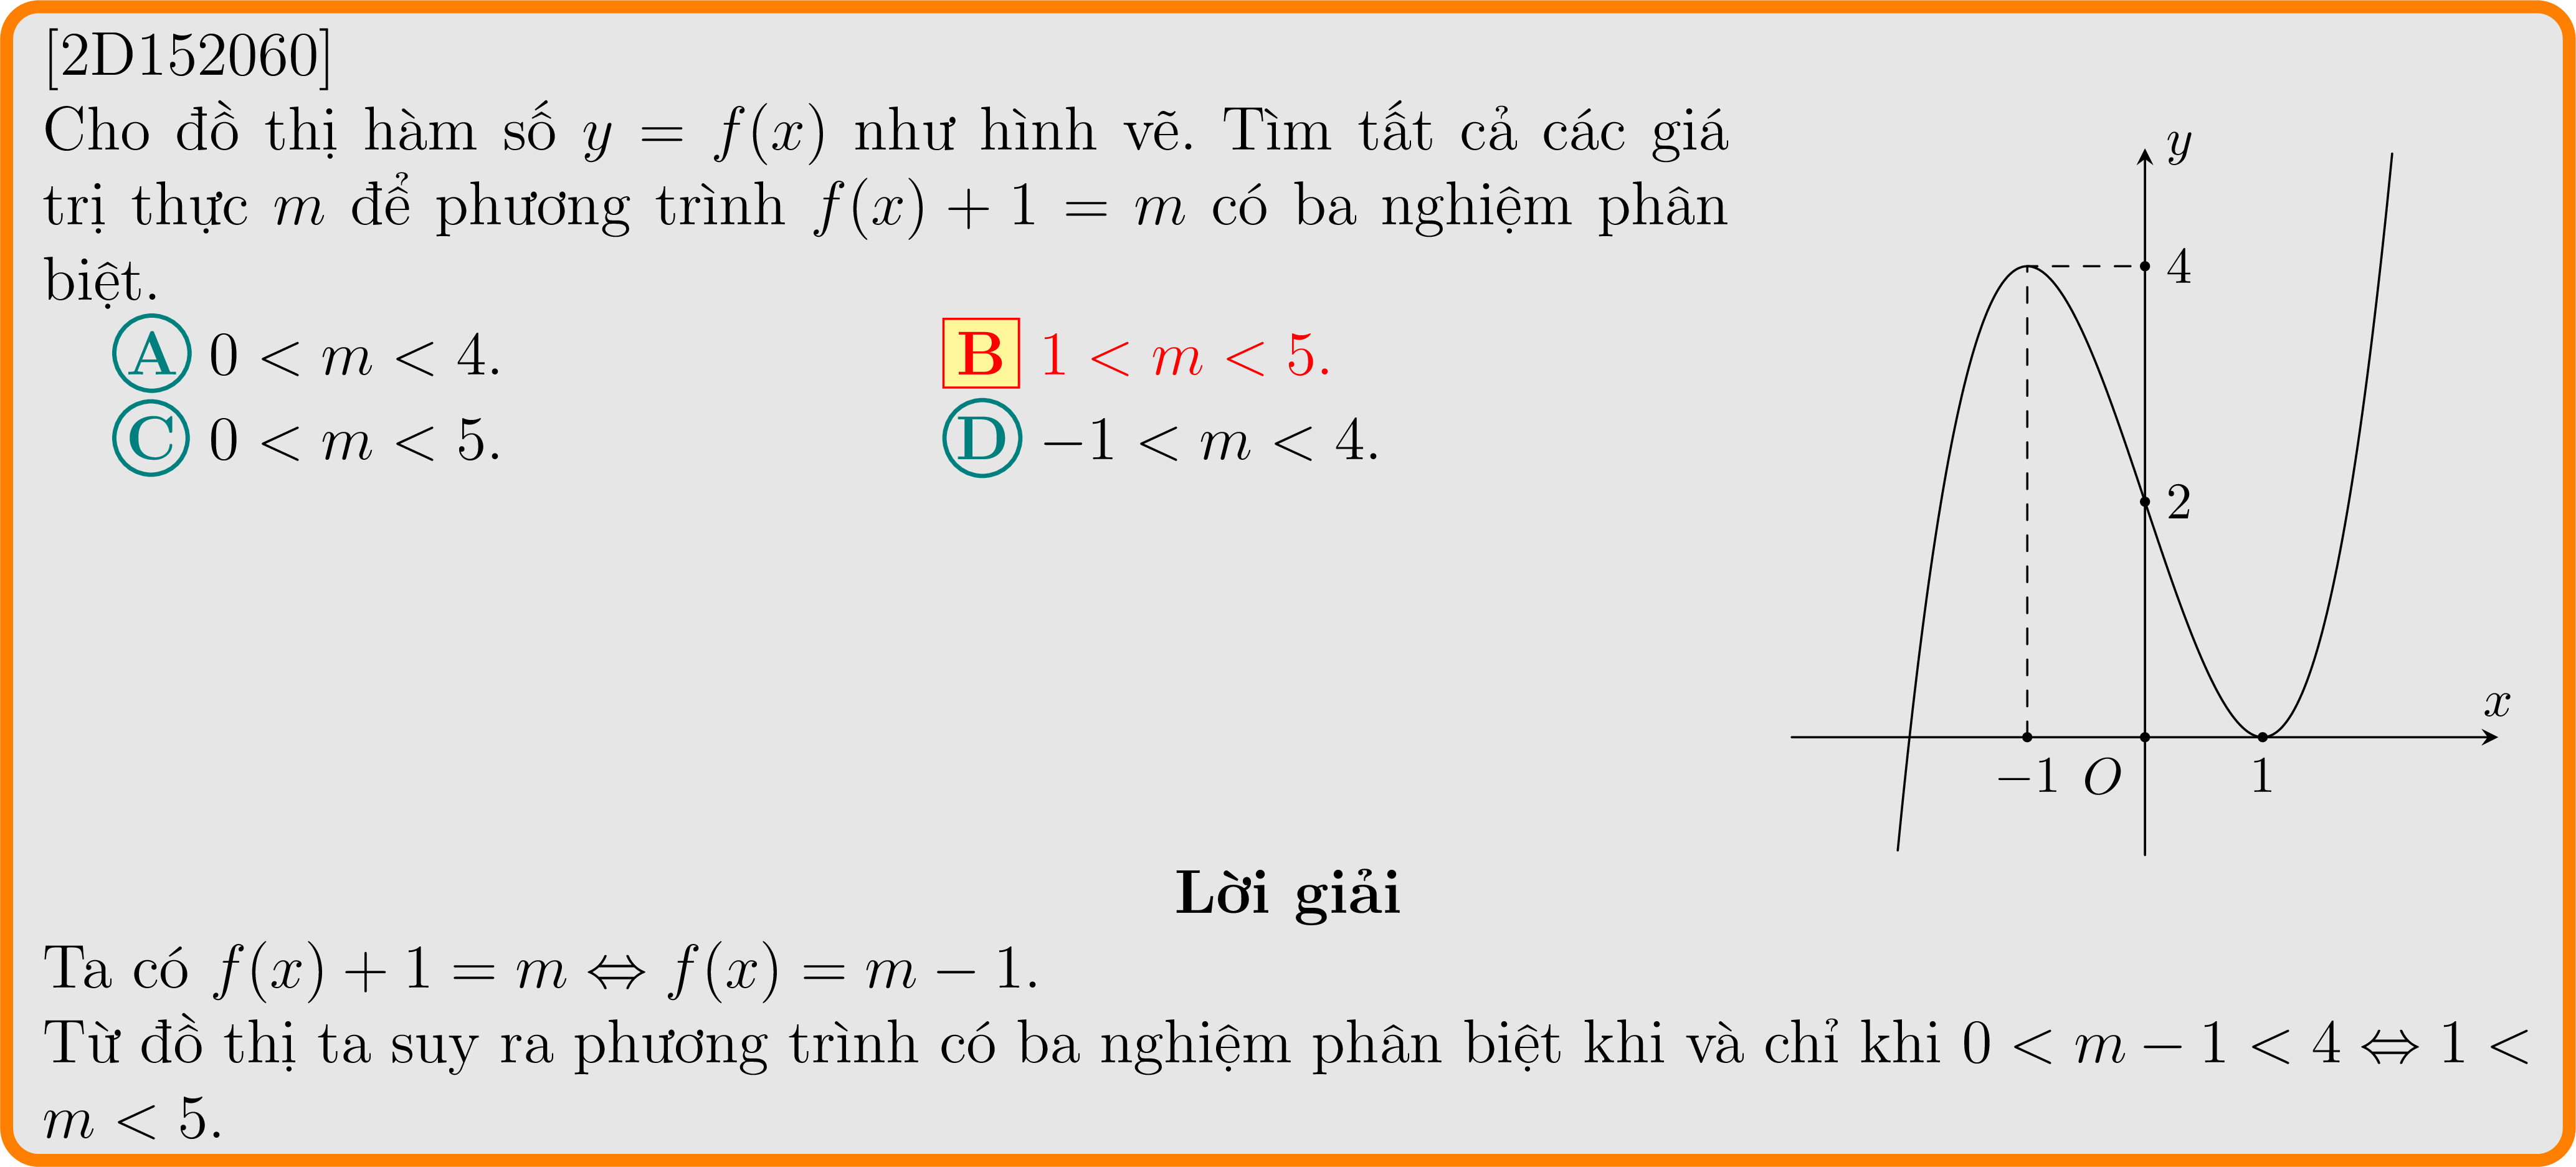 [2D152060]
Cho đồ thị hàm số y = f(x) như hình vẽ. Tìm tất cả các giá
trị thực m để phương trình f(x) + 1 = m có ba nghiệm phân
biệt.
A 0 < m < 4.
B 1 < m < 5.
C 0 < m < 5.
D −1 < m < 4.
y
4
2
x
−1 O 1
Lời giải
Ta có f(x) + 1 = m ⇔ f(x) = m − 1.
Từ đồ thị ta suy ra phương trình có ba nghiệm phân biệt khi và chỉ khi 0 < m − 1 < 4 ⇔ 1 <
m < 5.